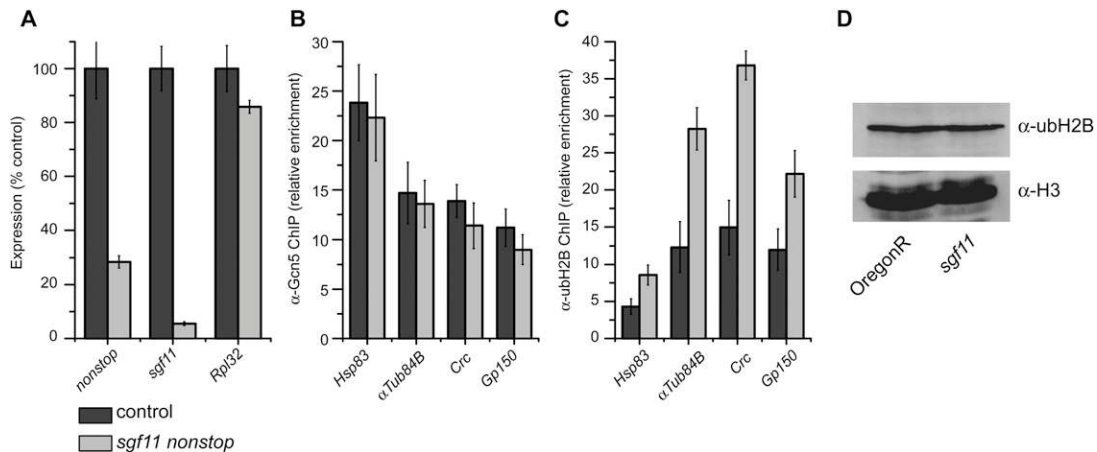 A
Expression (% control)
100
80
60
40
20
0
nonstop
sgf11
Rpl32
control
sgf11 nonstop
B
α-Gcn5 ChIP (relative enrichment)
30
25
20
15
10
5
0
Hsp83
αTub84B
Crc
Gp150
C
α-ubH2B ChIP (relative enrichment)
40
35
30
25
20
15
10
5
0
Hsp83
αTub84B
Crc
Gp150
D
α-ubH2B
α-H3
OregonR
sgf11